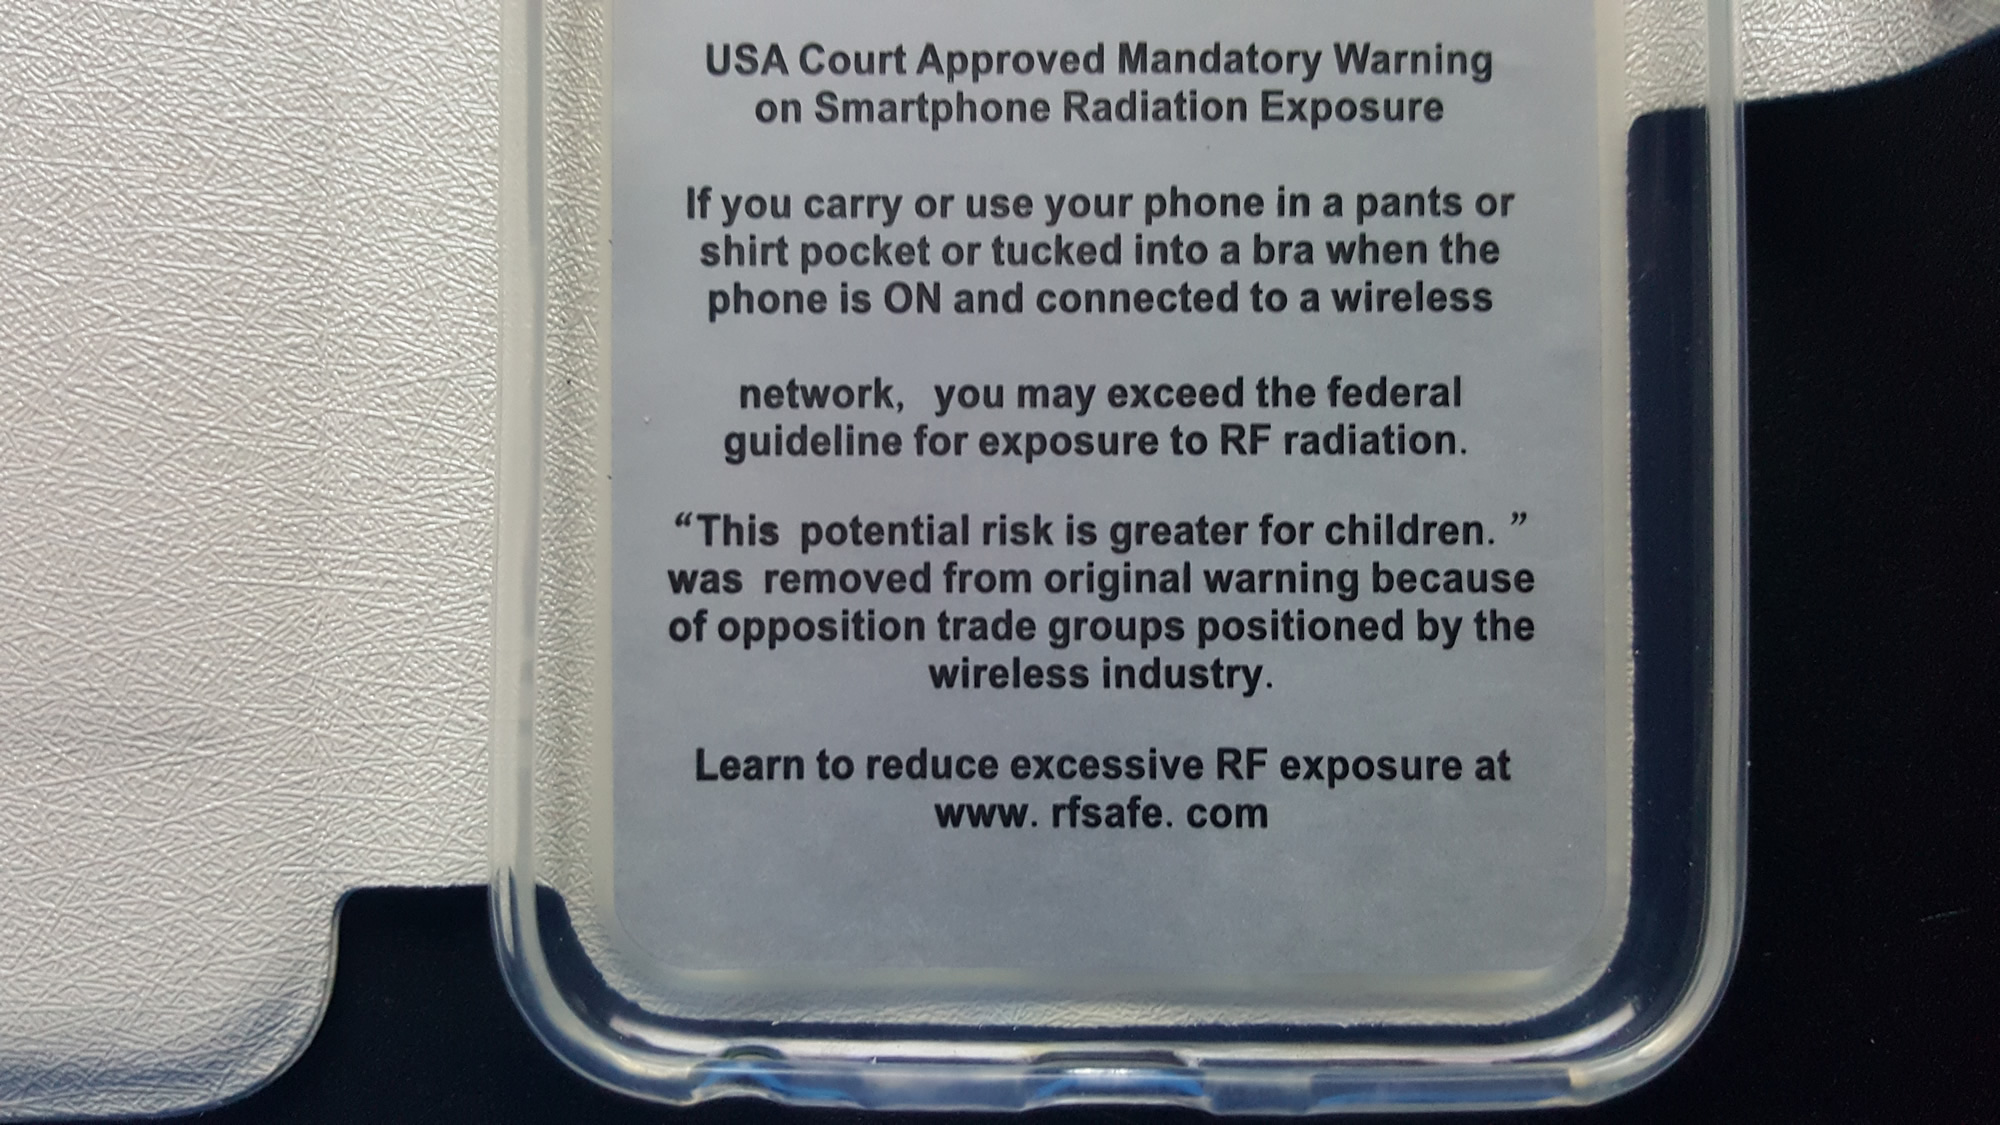 USA Court Approved Mandatory Warning
on Smartphone Radiation Exposure
If you carry or use your phone in a pants or
shirt pocket or tucked into a bra when the
phone is ON and connected to a wireless
network, you may exceed the federal
guideline for exposure to RF radiation.
“This potential risk is greater for children. ”
was removed from original warning because
of opposition trade groups positioned by the
wireless industry.
Learn to reduce excessive RF exposure at
www. rfsafe. com